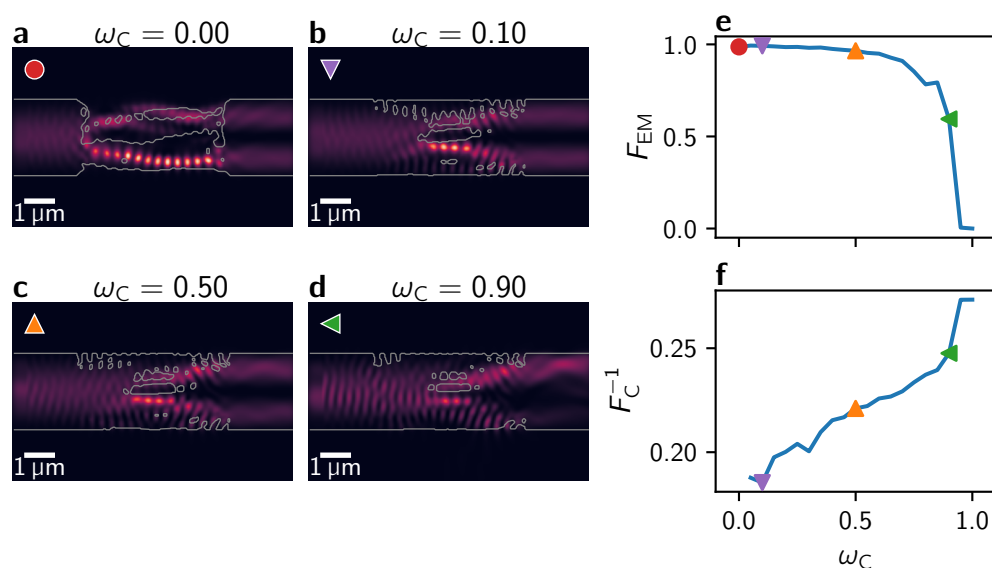 a ω_C = 0.00
1 μm
b ω_C = 0.10
1 μm
c ω_C = 0.50
1 μm
d ω_C = 0.90
1 μm
e
F_EM
1.0
0.5
0.0
f
F_C^{-1}
0.25
0.20
0.0 0.5 1.0
ω_C